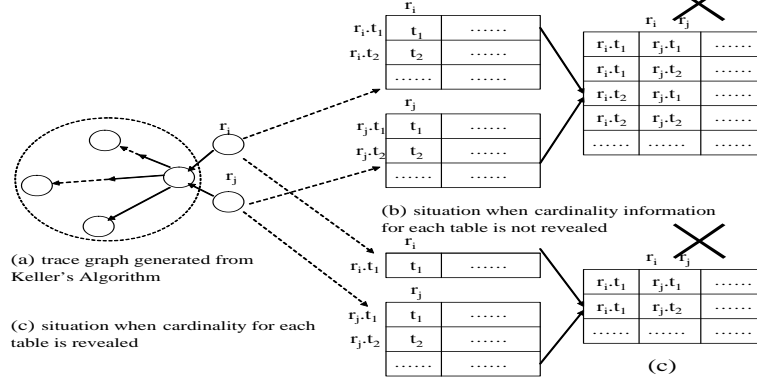 r_i
r_i.t_1 t_1 ......
r_i.t_2 t_2 ......
...... ......
r_j
r_j.t_1 t_1 ......
r_j.t_2 t_2 ......
...... ......
r_i r_j
r_i.t_1 r_j.t_1 ......
r_i.t_1 r_j.t_2 ......
r_i.t_2 r_j.t_1 ......
r_i.t_2 r_j.t_2 ......
...... ...... ......
r_i
r_j
(b) situation when cardinality information
for each table is not revealed
(a) trace graph generated from
Keller's Algorithm
(c) situation when cardinality for each
table is revealed
r_i
r_i.t_1 t_1 ......
r_j
r_j.t_1 t_1 ......
r_j.t_2 t_2 ......
...... ......
r_i r_j
r_i.t_1 r_j.t_1 ......
r_i.t_1 r_j.t_2 ......
...... ...... ......
(c)